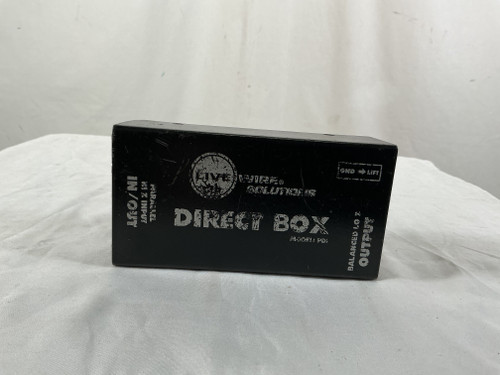 PARALLEL
HI Z INPUT
IN/OUT
LIVE
WIRE®
SOLUTIONS
DIRECT BOX
MODEL: PDI
GND → LIFT
BALANCED LO Z
OUTPUT